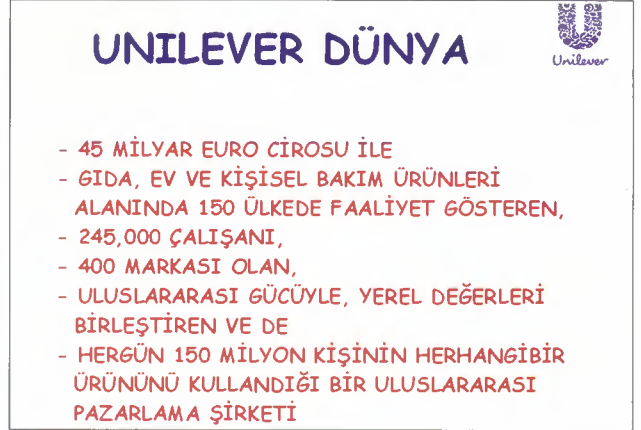 UNILEVER DÜNYA
Unilever
- 45 MİLYAR EURO CİROSU İLE
- GIDA, EV VE KİŞİSEL BAKIM ÜRÜNLERİ
ALANINDA 150 ÜLKEDE FAALİYET GÖSTEREN,
- 245,000 ÇALIŞANI,
- 400 MARKASI OLAN,
- ULUSLARARASI GÜCÜYLE, YEREL DEĞERLERİ
BİRLEŞTİREN VE DE
- HERGÜN 150 MİLYON KİŞİNİN HERHANGİBİR
ÜRÜNÜNÜ KULLANDIĞI BİR ULUSLARARASI
PAZARLAMA ŞİRKETİ